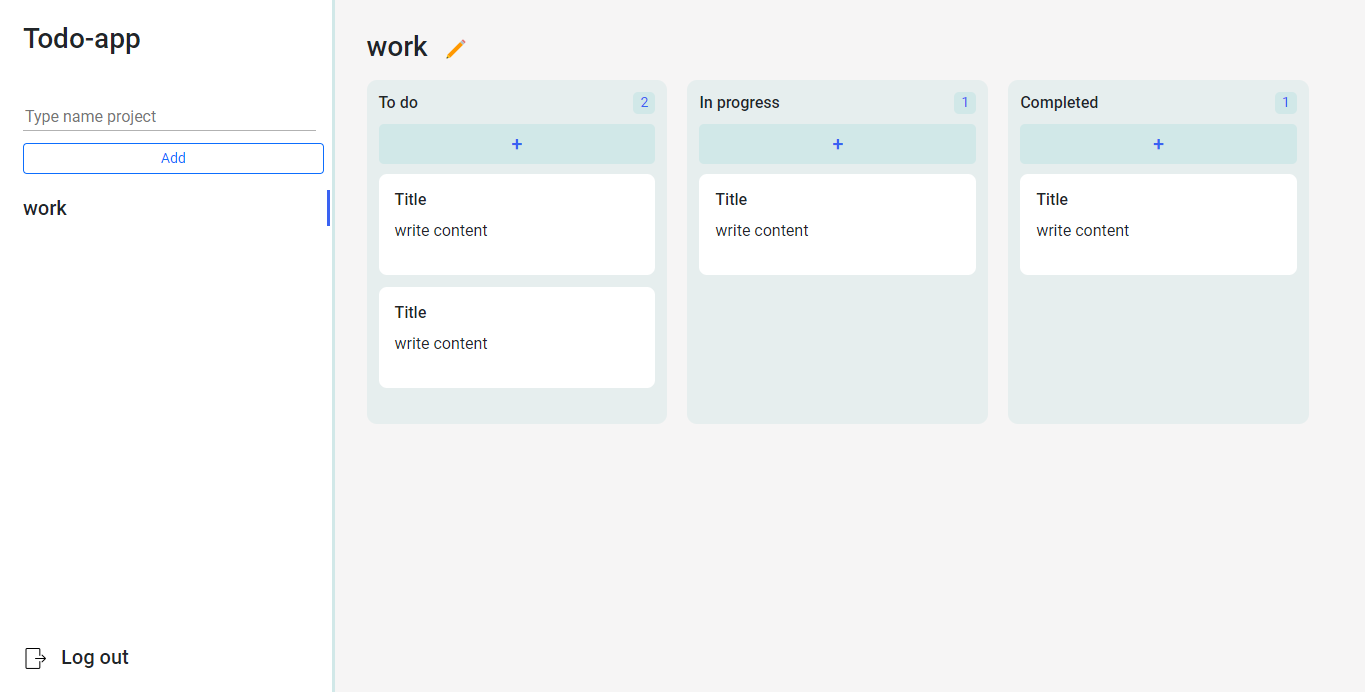 Todo-app
Type name project
Add
work
Log out
work
To do 2
+
Title
write content
Title
write content
In progress 1
+
Title
write content
Completed 1
+
Title
write content